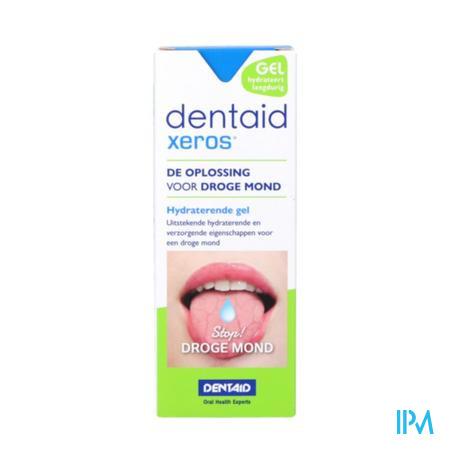 GEL
hydrateert
langdurig
dentaid
xeros®
DE OPLOSSING
VOOR DROGE MOND
Hydraterende gel
Uitstekende hydraterende en
verzorgende eigenschappen voor
een droge mond
Stop!
DROGE MOND
DENTAID
Oral Health Experts
IPM